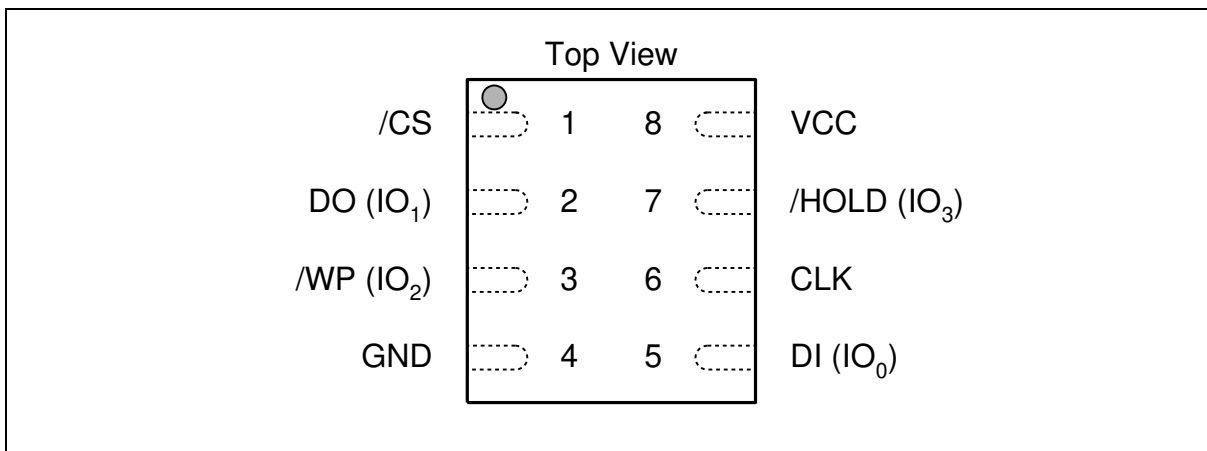 Top View
/CS 1 8 VCC
DO (IO₁) 2 7 /HOLD (IO₃)
/WP (IO₂) 3 6 CLK
GND 4 5 DI (IO₀)